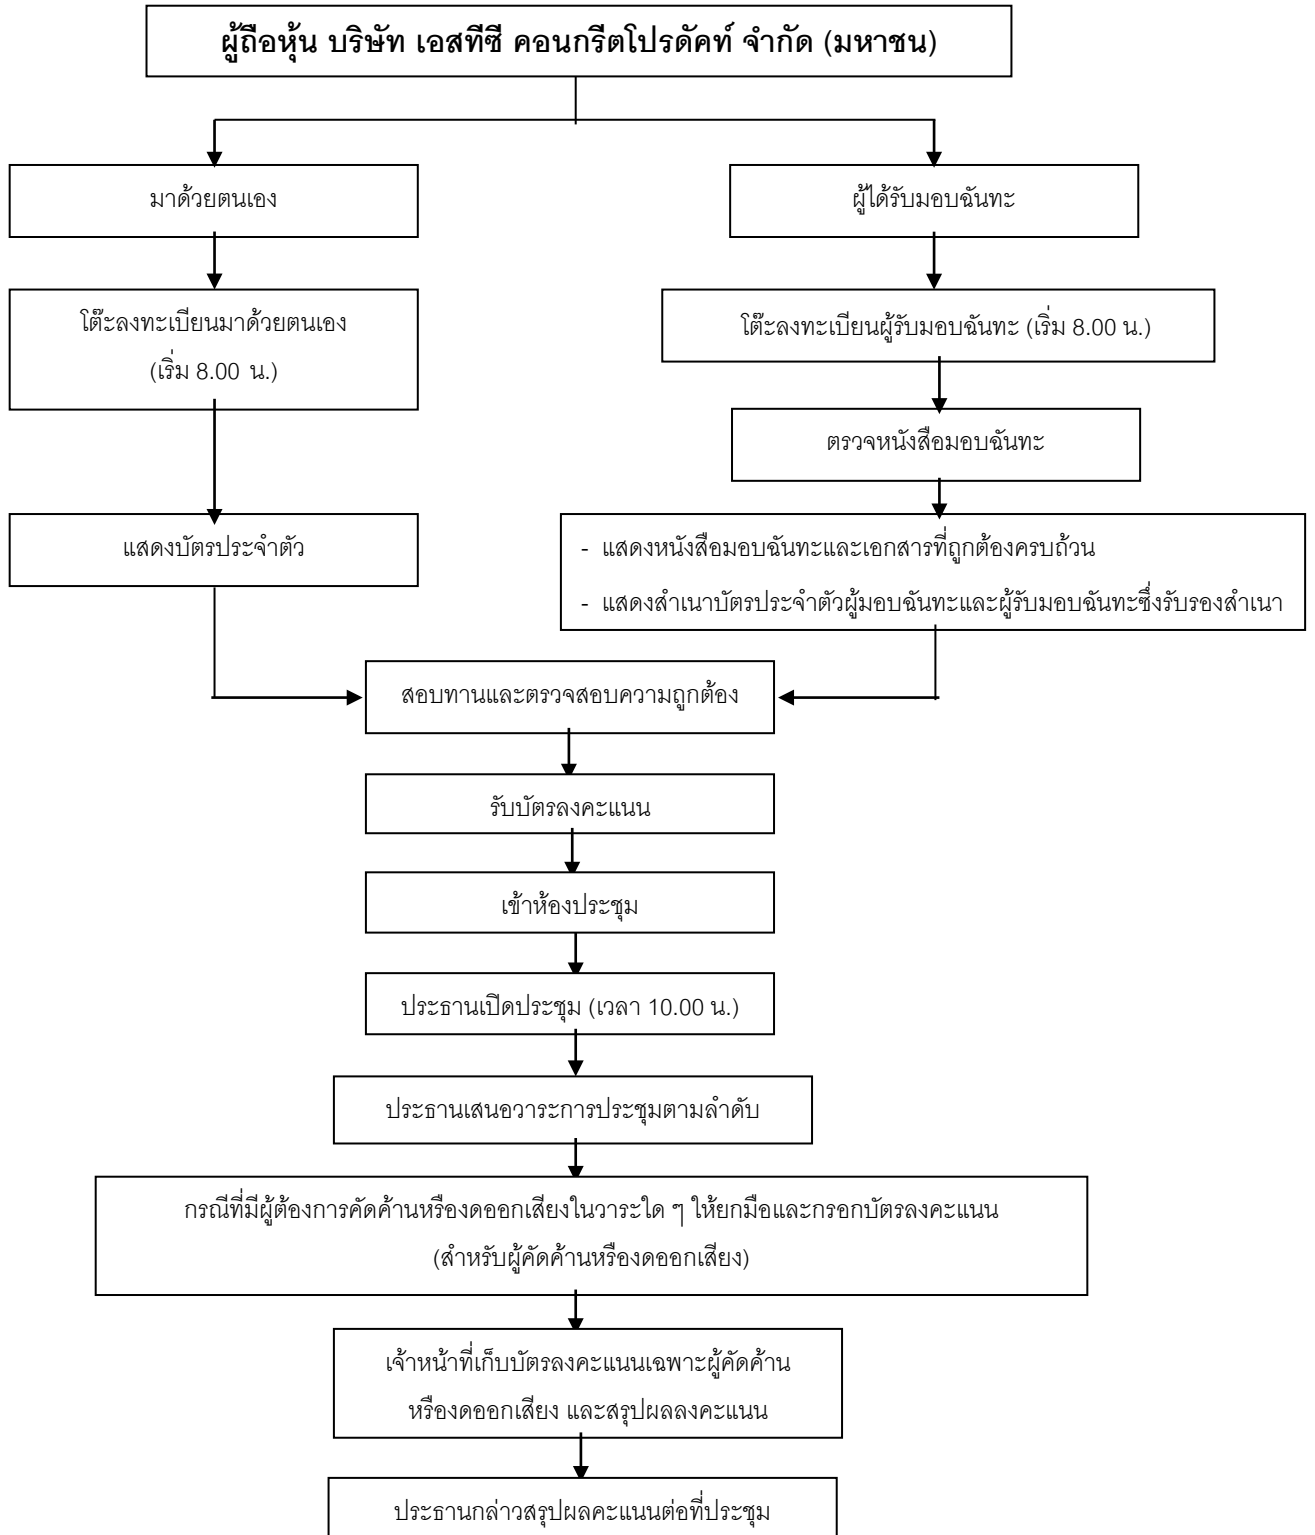 ผู้ถือหุ้น บริษัท เอสทีซี คอนกรีตโปรดัคท์ จำกัด (มหาชน)
มาด้วยตนเอง
ผู้ได้รับมอบฉันทะ
โต๊ะลงทะเบียนมาด้วยตนเอง
(เริ่ม 8.00 น.)
โต๊ะลงทะเบียนผู้รับมอบฉันทะ (เริ่ม 8.00 น.)
ตรวจหนังสือมอบฉันทะ
แสดงบัตรประจำตัว
- แสดงหนังสือมอบฉันทะและเอกสารที่ถูกต้องครบถ้วน
- แสดงสำเนาบัตรประจำตัวผู้มอบฉันทะและผู้รับมอบฉันทะซึ่งรับรองสำเนา
สอบทานและตรวจสอบความถูกต้อง
รับบัตรลงคะแนน
เข้าห้องประชุม
ประธานเปิดประชุม (เวลา 10.00 น.)
ประธานเสนอวาระการประชุมตามลำดับ
กรณีที่มีผู้ต้องการคัดค้านหรืองดออกเสียงในวาระใด ๆ ให้ยกมือและกรอกบัตรลงคะแนน
(สำหรับผู้คัดค้านหรืองดออกเสียง)
เจ้าหน้าที่เก็บบัตรลงคะแนนเฉพาะผู้คัดค้าน
หรืองดออกเสียง และสรุปผลลงคะแนน
ประธานกล่าวสรุปผลคะแนนต่อที่ประชุม